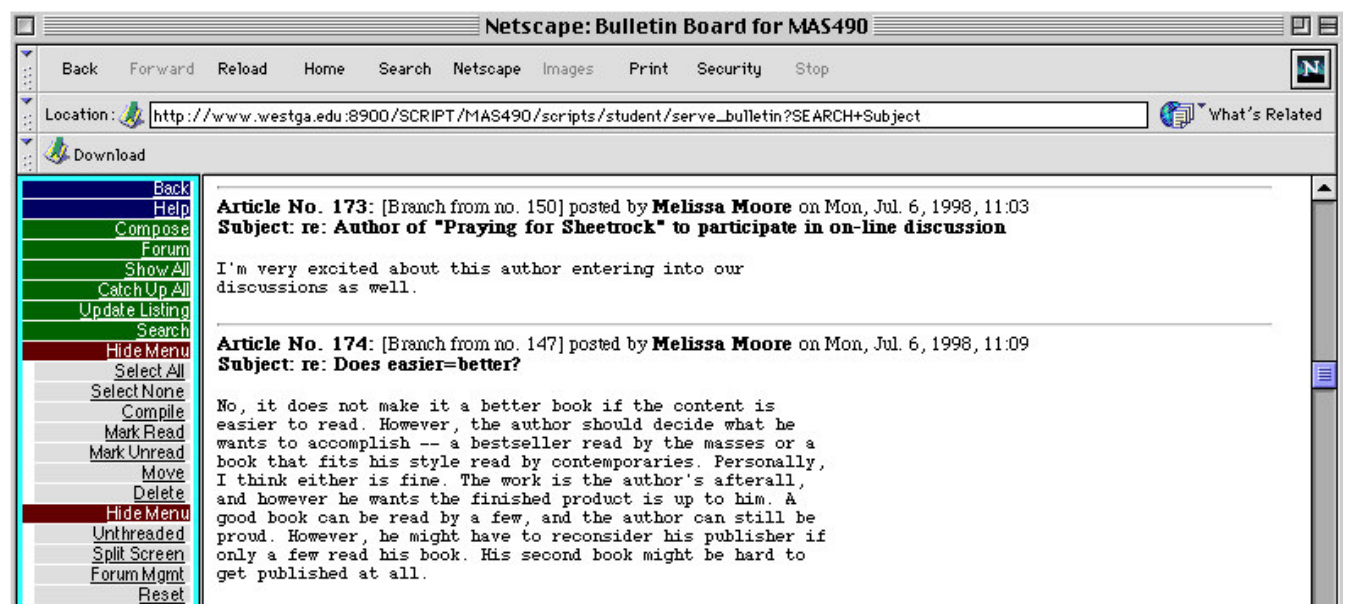 Netscape: Bulletin Board for MAS490
Back Forward Reload Home Search Netscape Images Print Security Stop
N
Location: http://www.westga.edu:8900/SCRIPT/MAS490/scripts/student/serve_bulletin?SEARCH+Subject What's Related
Download
Back
Help
Compose
Forum
Show All
Catch Up All
Update Listing
Search
Hide Menu
Select All
Select None
Compile
Mark Read
Mark Unread
Move
Delete
Hide Menu
Unthreaded
Split Screen
Forum Mgmt
Reset
Article No. 173: [Branch from no. 150] posted by Melissa Moore on Mon, Jul. 6, 1998, 11:03
Subject: re: Author of "Praying for Sheetrock" to participate in on-line discussion
I'm very excited about this author entering into our
discussions as well.
Article No. 174: [Branch from no. 147] posted by Melissa Moore on Mon, Jul. 6, 1998, 11:09
Subject: re: Does easier=better?
No, it does not make it a better book if the content is
easier to read. However, the author should decide what he
wants to accomplish -- a bestseller read by the masses or a
book that fits his style read by contemporaries. Personally,
I think either is fine. The work is the author's afterall,
and however he wants the finished product is up to him. A
good book can be read by a few, and the author can still be
proud. However, he might have to reconsider his publisher if
only a few read his book. His second book might be hard to
get published at all.